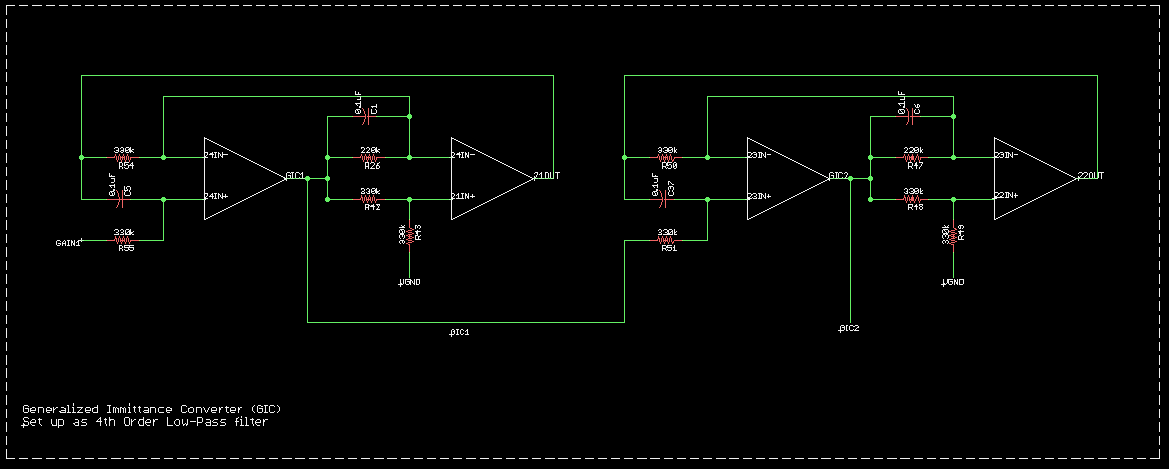 0.1uF
C1
330k
R54
24IN-
220k
R26
24IN-
GIC1
21OUT
0.1uF
C5
24IN+
330k
R42
21IN+
GAIN1
330k
R55
330k
R43
VGND
GIC1
0.1uF
C6
330k
R50
23IN-
220k
R47
23IN-
GIC2
22OUT
0.1uF
C37
23IN+
330k
R48
22IN+
330k
R51
330k
R49
VGND
GIC2
Generalized Immittance Converter (GIC)
Set up as 4th Order Low-Pass filter